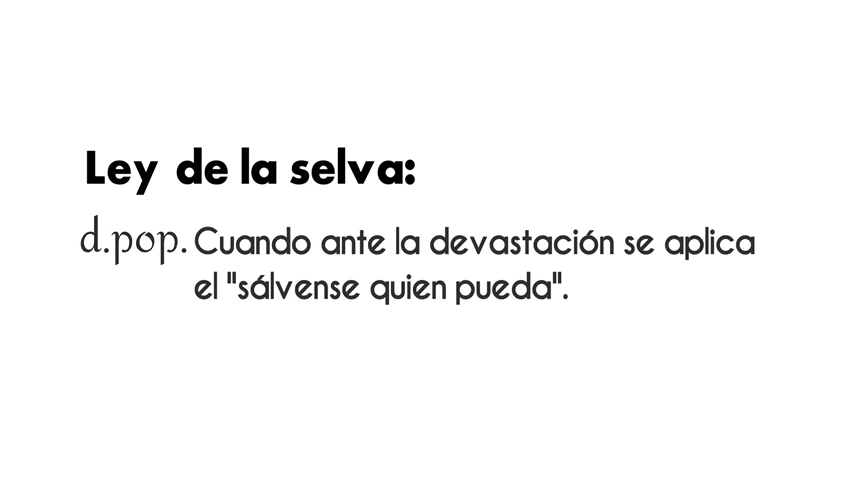 Ley de la selva:
d.pop. Cuando ante la devastación se aplica
el "sálvense quien pueda".